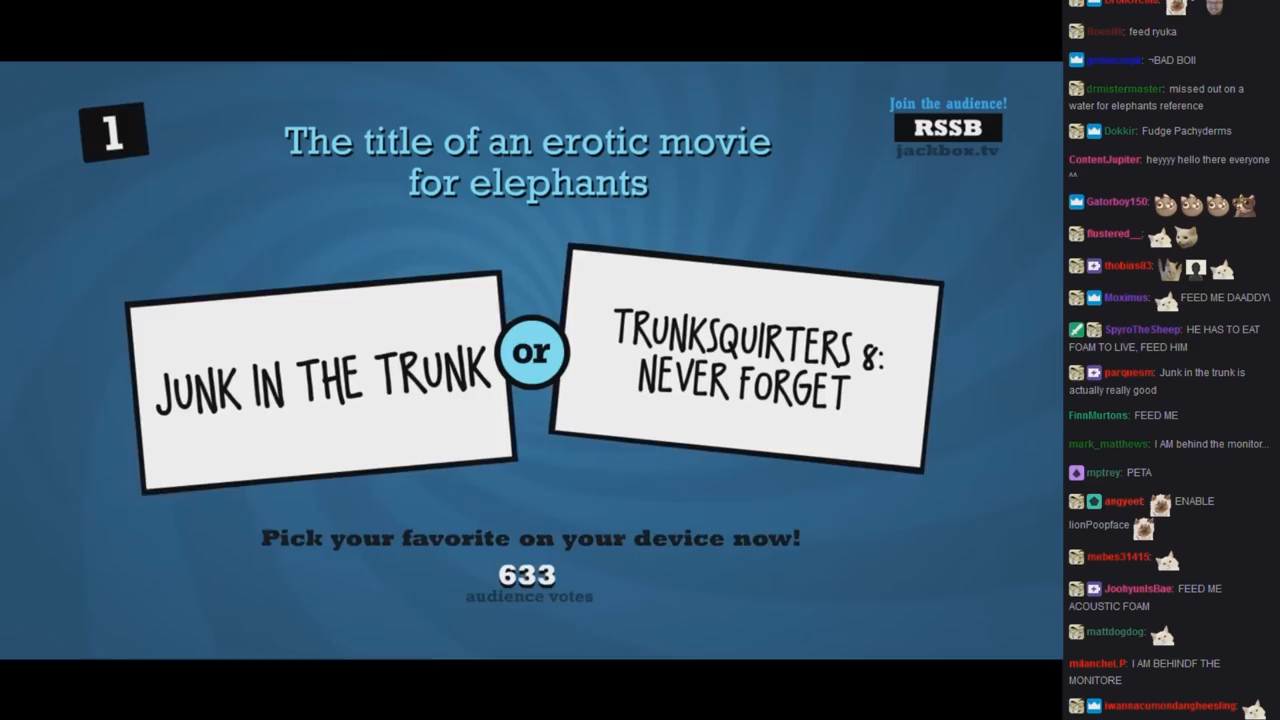 1
The title of an erotic movie
for elephants
Join the audience!
RSSB
jackbox.tv
JUNK IN THE TRUNK
or
TRUNKSQUIRTERS 8:
NEVER FORGET
Pick your favorite on your device now!
633
audience votes
feed ryuka
¬BAD BOII
drmistermaster: missed out on a
water for elephants reference
Dokkir: Fudge Pachyderms
ContentJupiter: heyyyy hello there everyone
^^
Gatorboy150:
flustered__:
thobias83:
Moximus: FEED ME DAADDY\
SpyroTheSheep: HE HAS TO EAT
FOAM TO LIVE, FEED HIM
parquesm: Junk in the trunk is
actually really good
FinnMurtons: FEED ME
mark_matthews: I AM behind the monitor...
mptrey: PETA
angyeet: ENABLE
lionPoopface
mebes31415:
JoohyunIsBae: FEED ME
ACOUSTIC FOAM
mattdogdog:
milancheLP: I AM BEHINDF THE
MONITORE
iwannacumondangheesling: